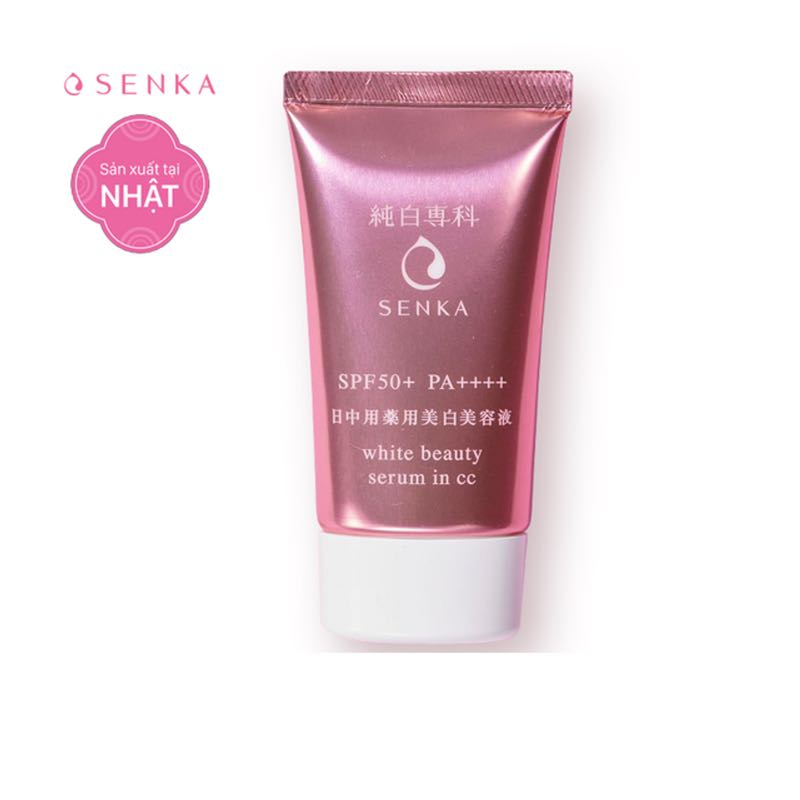 SENKA
Sản xuất tại
NHẬT
純白専科
SENKA
SPF50+ PA++++
日中用薬用美白美容液
white beauty
serum in cc